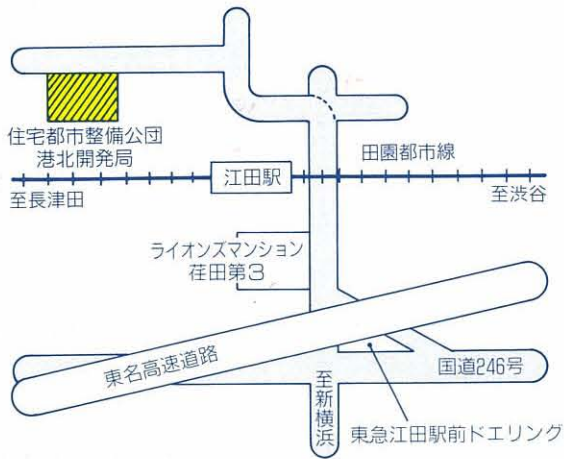 住宅都市整備公団
港北開発局
江田駅
田園都市線
至長津田
至渋谷
ライオンズマンション
荏田第3
東名高速道路
国道246号
至新横浜
東急江田駅前ドエリング